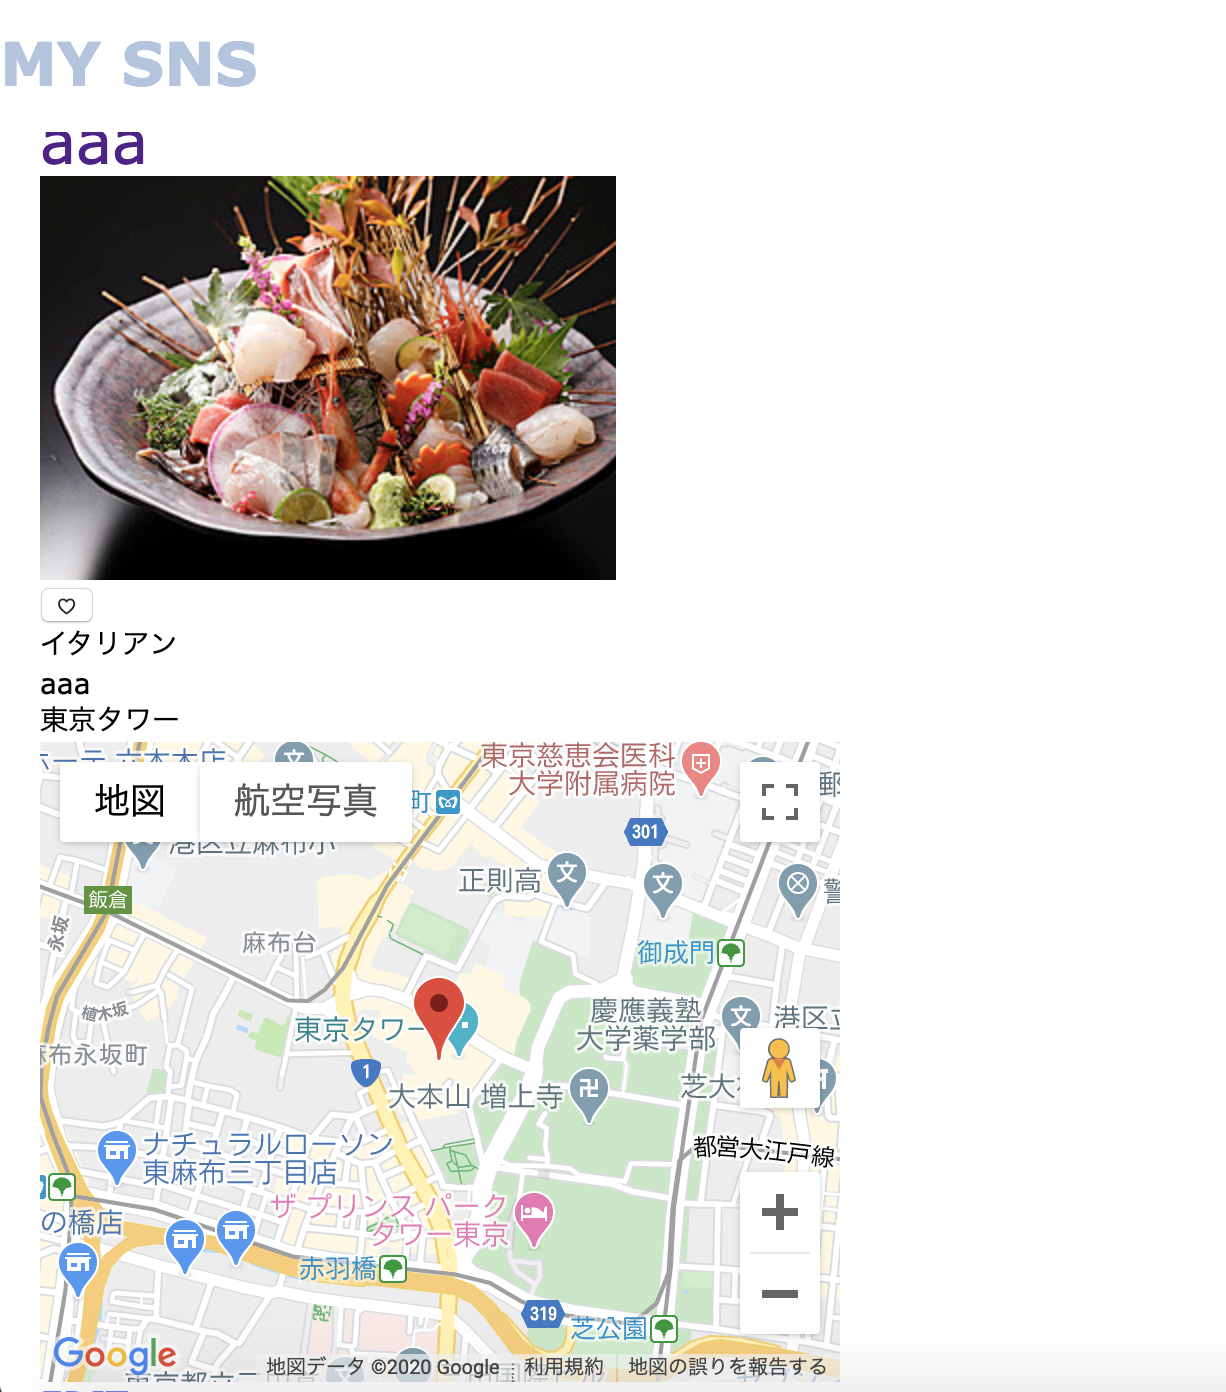 MY SNS
aaa
イタリアン
aaa
東京タワー
東京慈恵会医科
大学附属病院
地図
航空写真
町
301
正則高
飯倉
永坂
御成門
麻布台
慶應義塾
大学薬学部
港区立
植木坂
東京タワー
麻布永坂町
1
大本山 増上寺
芝大
都営大江戸線
ナチュラルローソン
東麻布三丁目店
ザ プリンス パーク
タワー東京
の橋店
赤羽橋
319
芝公園
Google
地図データ ©2020 Google
利用規約
地図の誤りを報告する